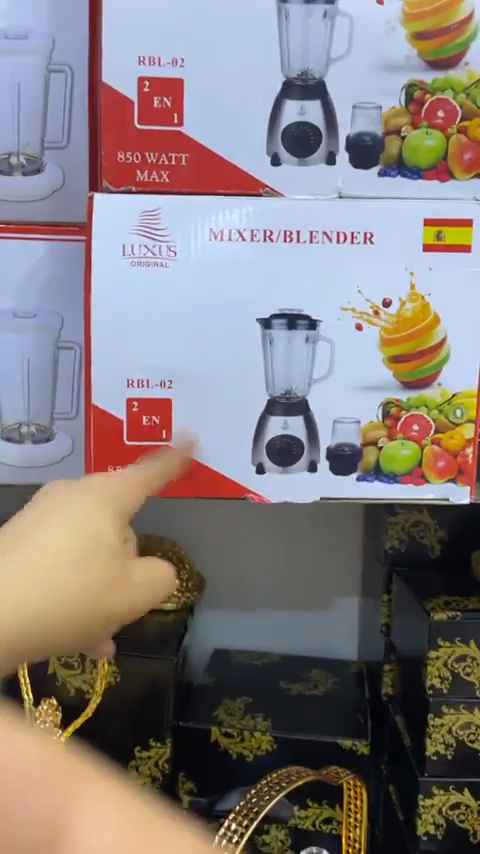 RBL-02
2
EN
1
850 WATT
MAX
LUXUS
ORIGINAL
MIXER/BLENDER
RBL-02
2
EN
1